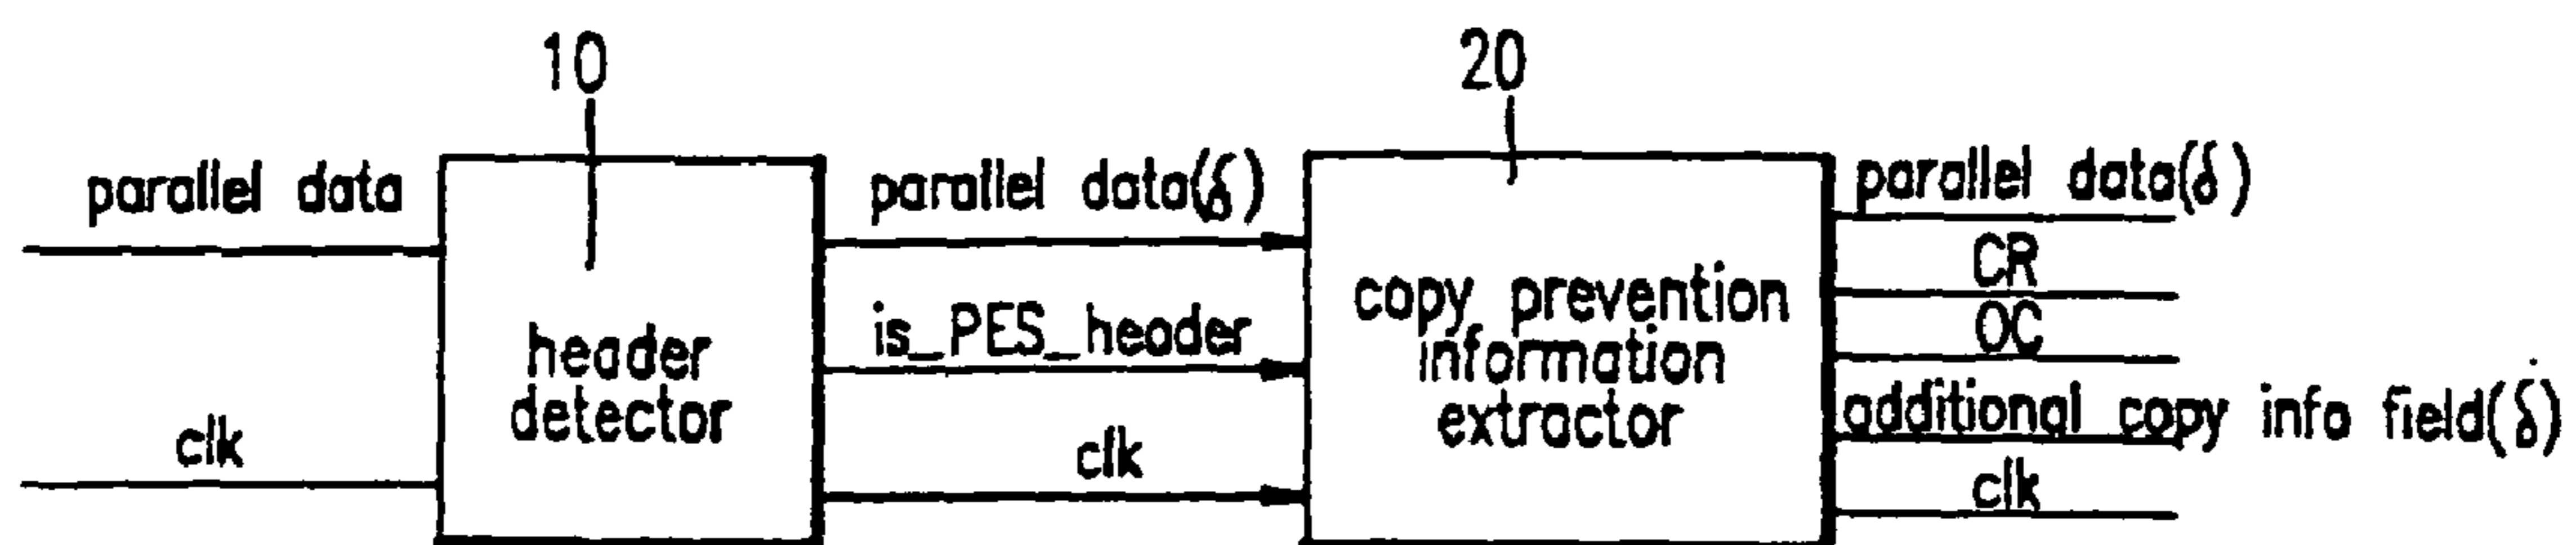 10
20
parallel data
clk
header
detector
parallel data(δ)
is_PES_header
clk
copy prevention
information
extractor
parallel data(δ)
CR
OC
additional copy info field(δ)
clk